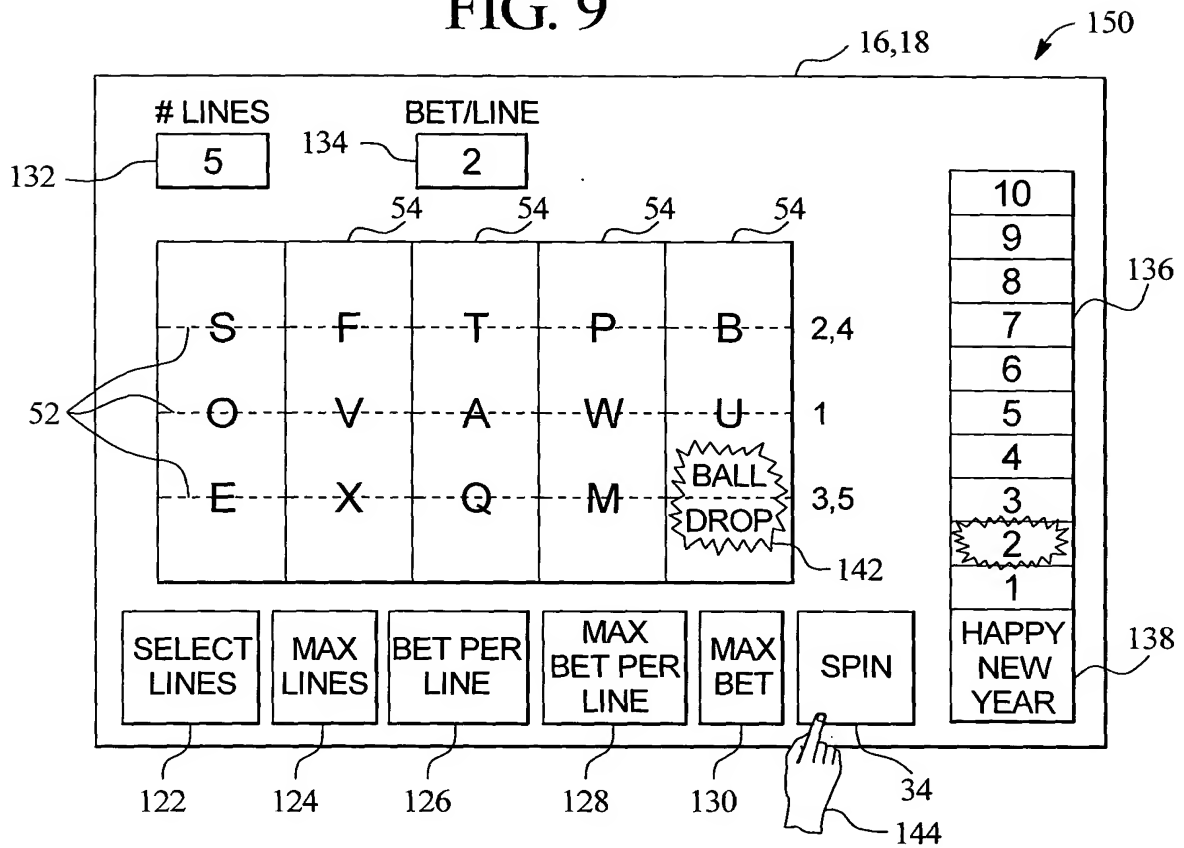 FIG. 9
150
16,18
# LINES BET/LINE
132 5 134 2
54 54 54 54
10
9
8
7
6
5
4
3
2
1
136
S F T P B 2,4
52 O V A W U 1
E X Q M BALL DROP 3,5
142
SELECT LINES
MAX LINES
BET PER LINE
MAX BET PER LINE
MAX BET
SPIN
HAPPY NEW YEAR
138
122 124 126 128 130 34
144